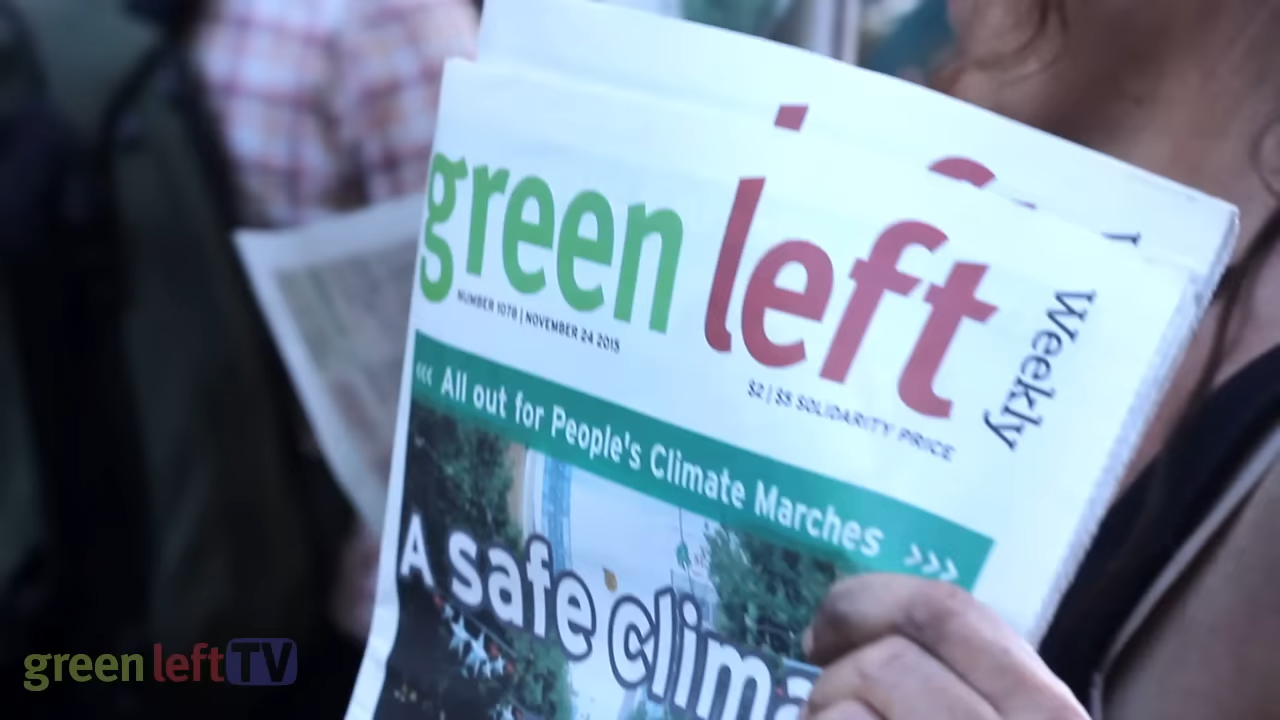 green left
Weekly
NUMBER 1078 | NOVEMBER 24 2015
$2 | $5 SOLIDARITY PRICE
‹‹‹ All out for People's Climate Marches ›››
A safe clima
green left TV